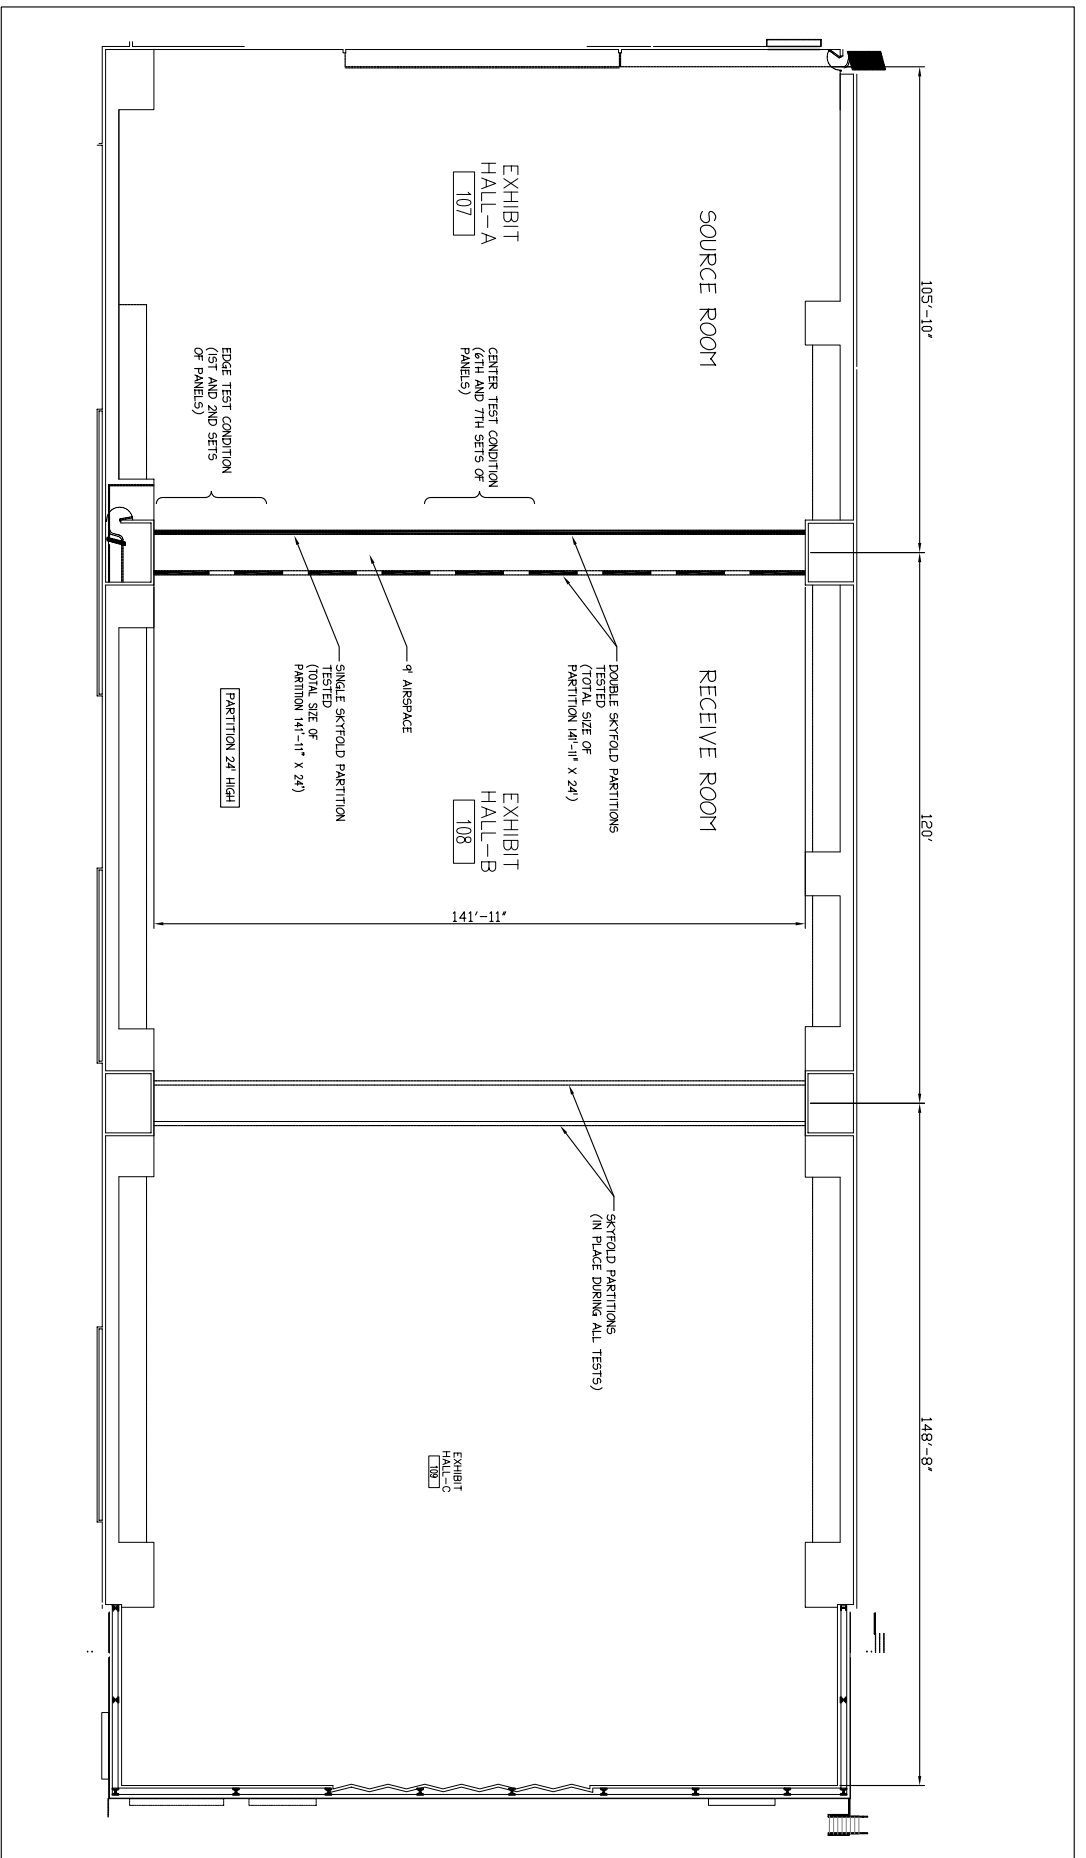 SOURCE ROOM
EXHIBIT
HALL-A
107
105'-10"
CENTER TEST CONDITION
(6TH AND 7TH SETS OF
PANELS)
EDGE TEST CONDITION
(1ST AND 2ND SETS
OF PANELS)
RECEIVE ROOM
120'
DOUBLE SKYFOLD PARTITIONS
TESTED
(TOTAL SIZE OF
PARTITION 141'-11" X 24')
9' AIRSPACE
SINGLE SKYFOLD PARTITION
TESTED
(TOTAL SIZE OF
PARTITION 141'-11" X 24')
PARTITION 24' HIGH
EXHIBIT
HALL-B
108
141'-11"
SKYFOLD PARTITIONS
(IN PLACE DURING ALL TESTS)
148'-8"
EXHIBIT
HALL-C
109